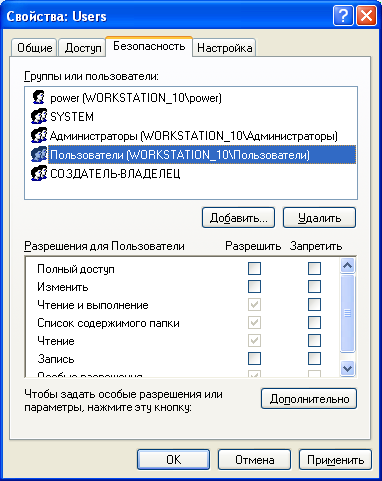 Свойства: Users
Общие Доступ Безопасность Настройка
Группы или пользователи:
power (WORKSTATION_10\power)
SYSTEM
Администраторы (WORKSTATION_10\Администраторы)
Пользователи (WORKSTATION_10\Пользователи)
СОЗДАТЕЛЬ-ВЛАДЕЛЕЦ
Добавить... Удалить
Разрешения для Пользователи Разрешить Запретить
Полный доступ
Изменить
Чтение и выполнение
Список содержимого папки
Чтение
Запись
Особые разрешения
Чтобы задать особые разрешения или
параметры, нажмите эту кнопку:
Дополнительно
OK Отмена Применить